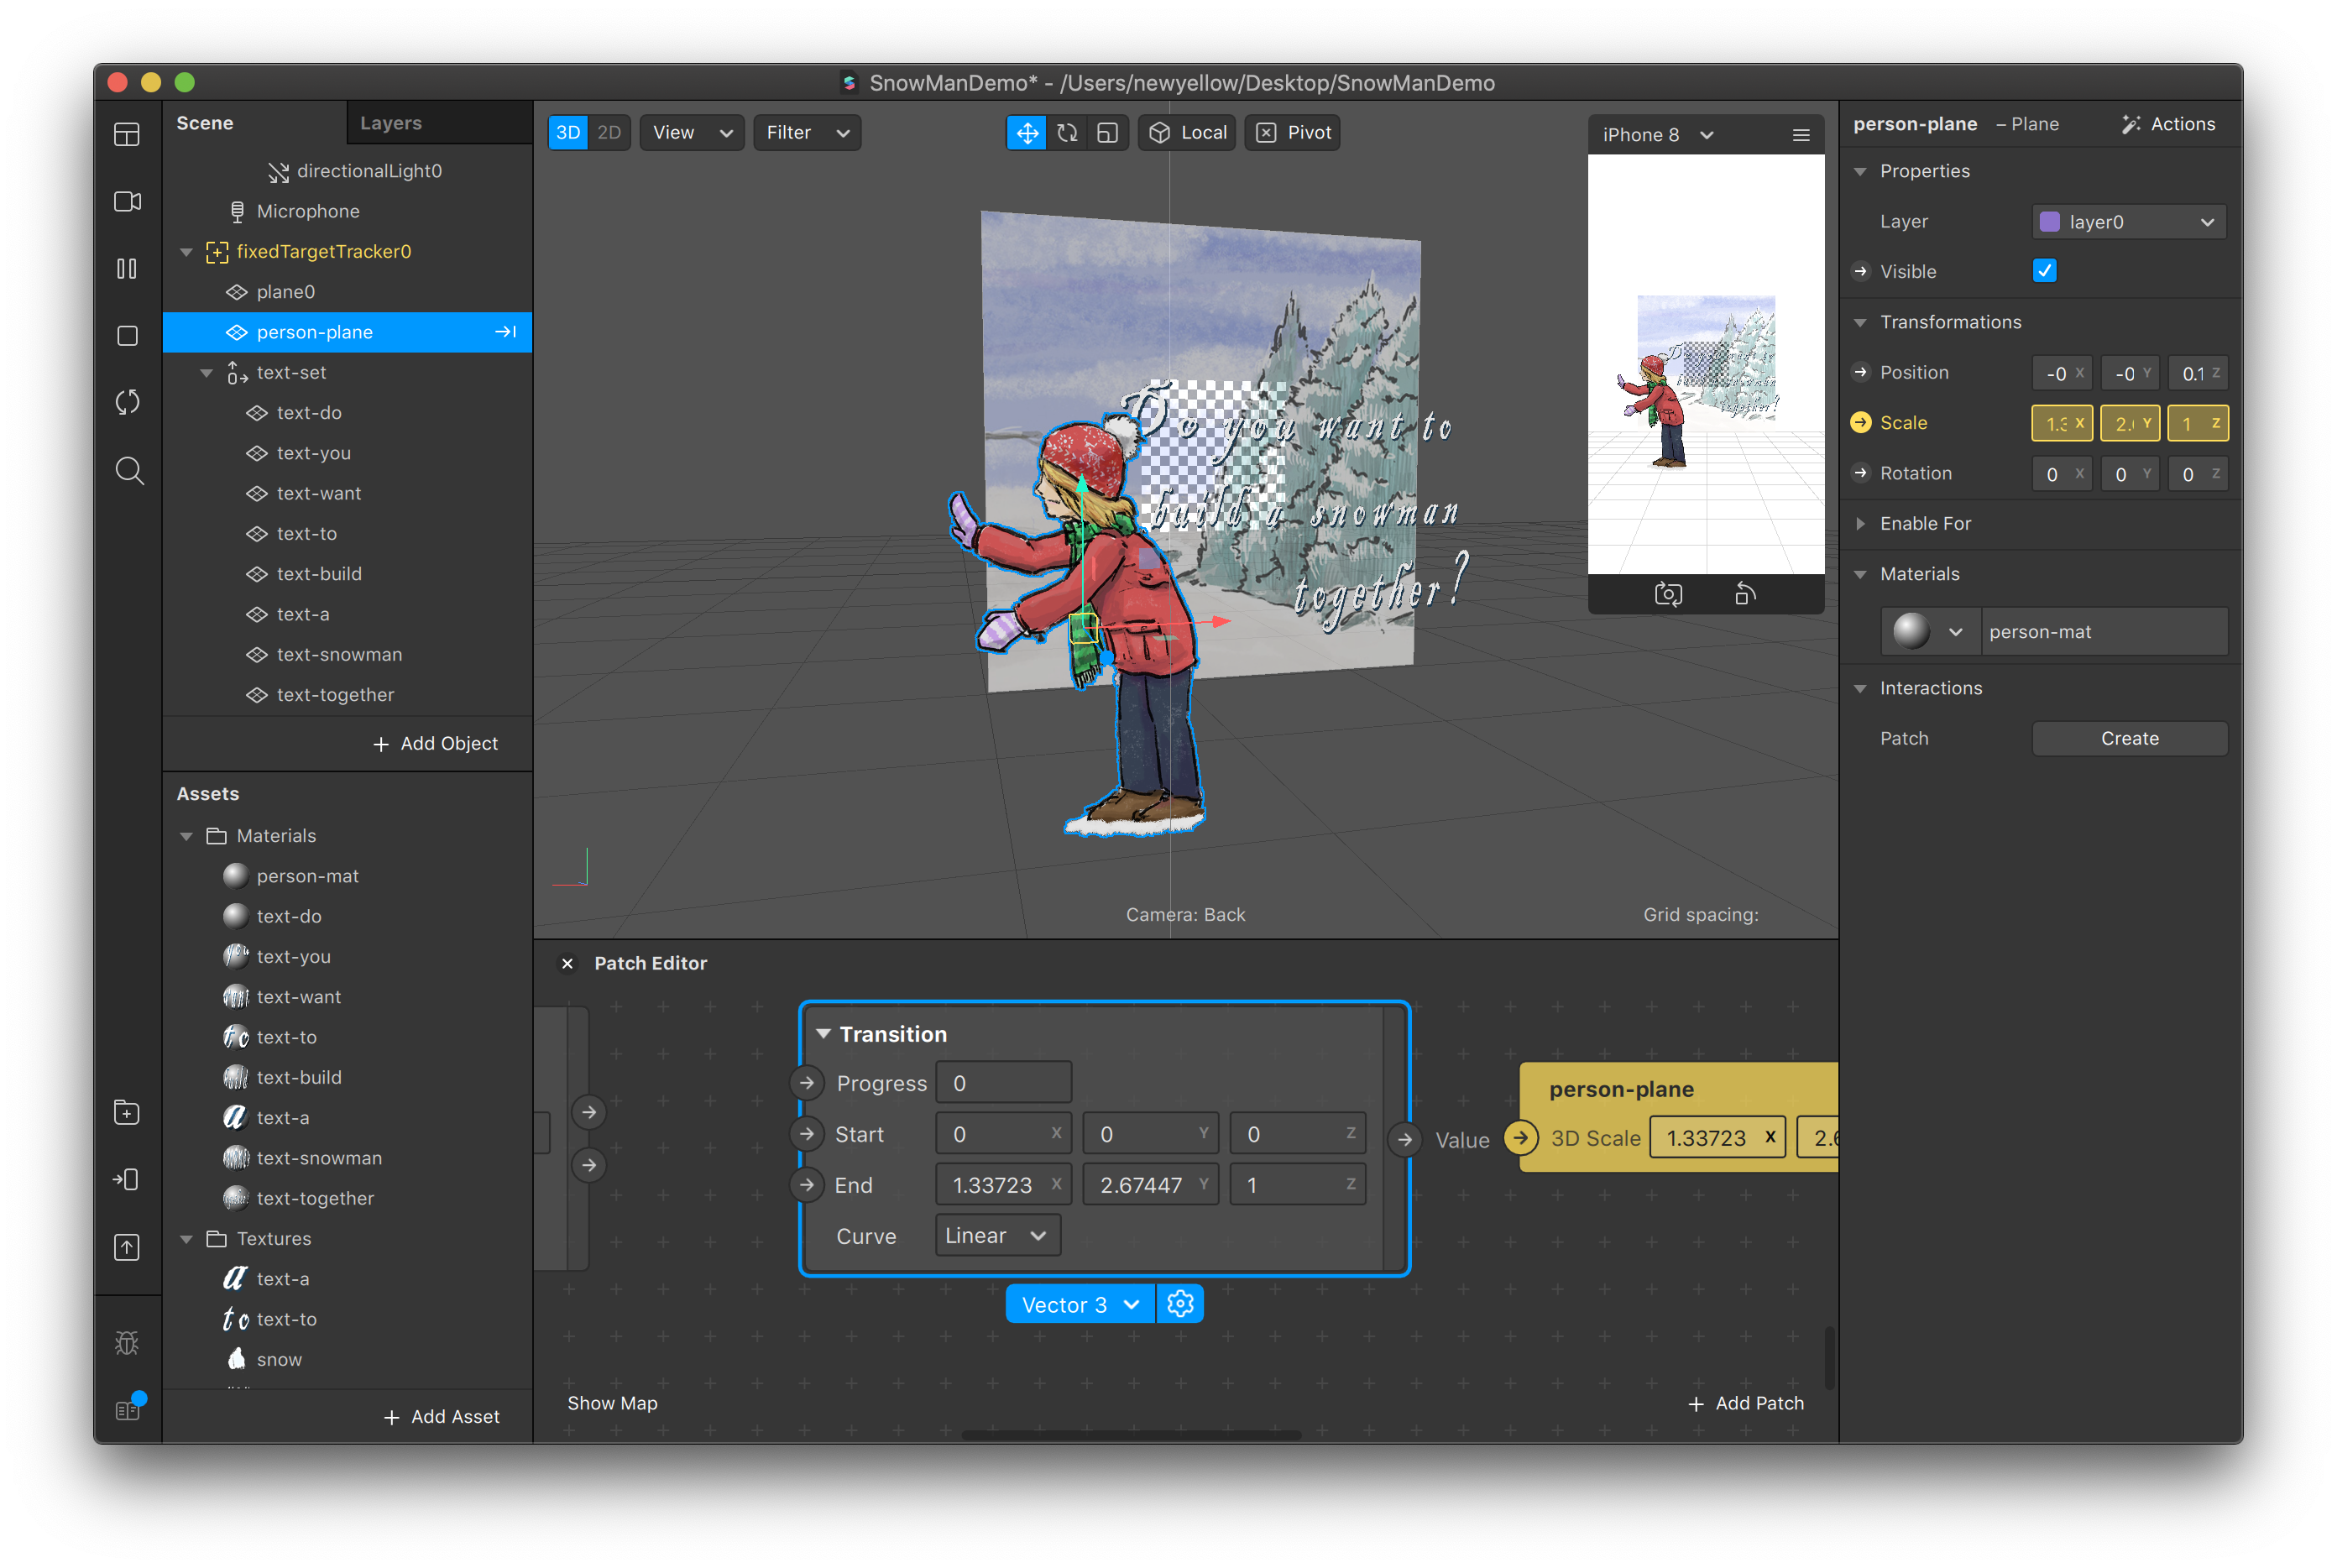 SnowManDemo* - /Users/newyellow/Desktop/SnowManDemo
Scene
Layers
directionalLight0
Microphone
fixedTargetTracker0
plane0
person-plane
text-set
text-do
text-you
text-want
text-to
text-build
text-a
text-snowman
text-together
+ Add Object
Assets
Materials
person-mat
text-do
text-you
text-want
text-to
text-build
text-a
text-snowman
text-together
Textures
text-a
text-to
snow
+ Add Asset
3D 2D View Filter Local Pivot
Do you want to
build a snowman
together?
Camera: Back
Grid spacing:
iPhone 8
Patch Editor
Transition
Progress 0
Start 0 X 0 Y 0 Z
End 1.33723 X 2.67447 Y 1 Z
Curve Linear
Vector 3
Value
person-plane
3D Scale 1.33723 X
Show Map
+ Add Patch
person-plane – Plane Actions
Properties
Layer layer0
Visible
Transformations
Position -0 X -0 Y 0.1 Z
Scale 1.3 X 2. Y 1 Z
Rotation 0 X 0 Y 0 Z
Enable For
Materials
person-mat
Interactions
Patch Create